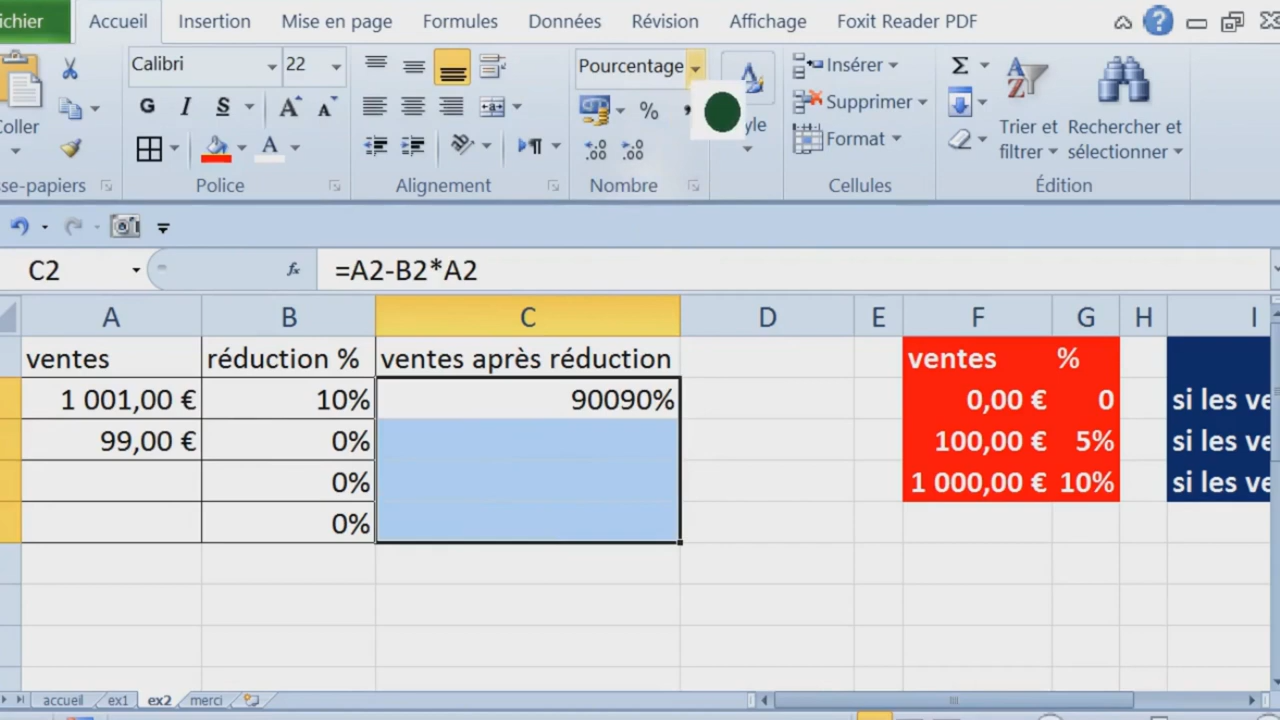 ichier Accueil Insertion Mise en page Formules Données Révision Affichage Foxit Reader PDF
Calibri 22 Pourcentage Σ Insérer
G I S A A % Supprimer
Coller A yle Format Trier et Rechercher et
filtrer sélectionner
se-papiers Police Alignement Nombre Cellules Édition
C2 fx =A2-B2*A2
A B C D E F G H I
ventes réduction % ventes après réduction ventes %
1 001,00 € 10% 90090% 0,00 € 0 si les ve
99,00 € 0% 100,00 € 5% si les ve
0% 1 000,00 € 10% si les ve
0%
accueil ex1 ex2 merci